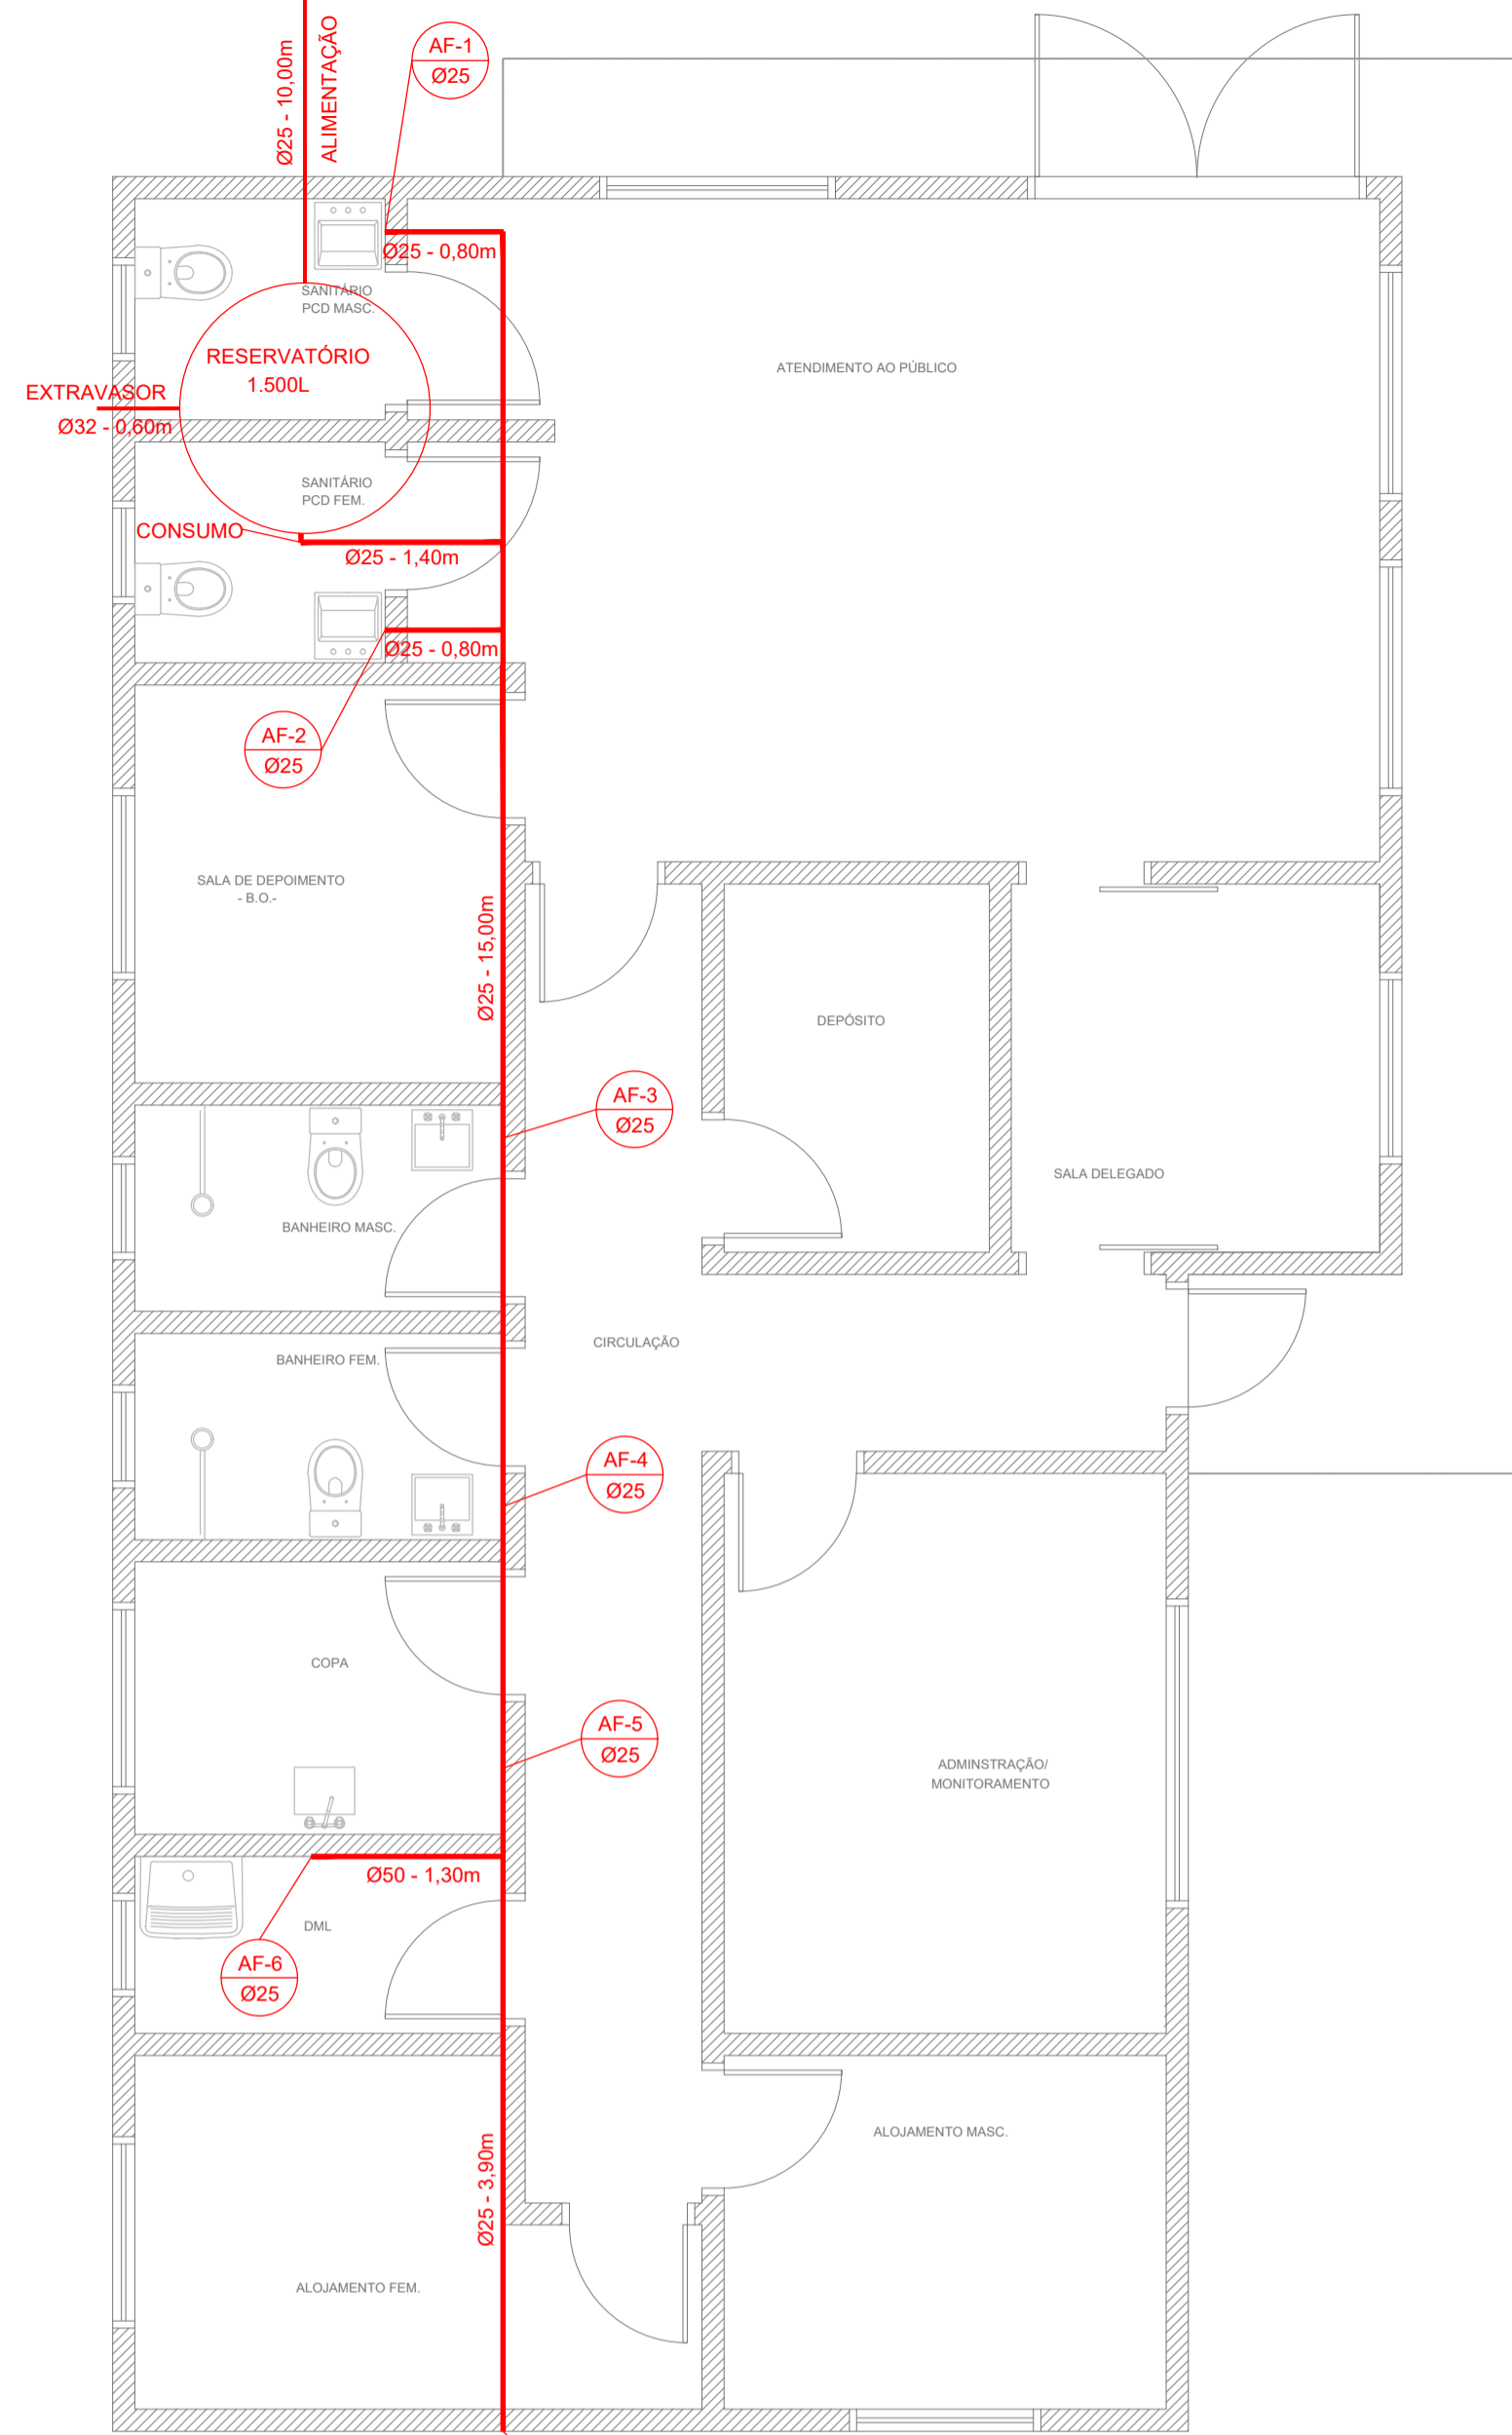 Ø25 - 10,00m
ALIMENTAÇÃO
AF-1
Ø25
Ø25 - 0,80m
SANITÁRIO
PCD MASC.
RESERVATÓRIO
1.500L
ATENDIMENTO AO PÚBLICO
EXTRAVASOR
Ø32 - 0,60m
SANITÁRIO
PCD FEM.
CONSUMO
Ø25 - 1,40m
Ø25 - 0,80m
AF-2
Ø25
SALA DE DEPOIMENTO
- B.O.-
Ø25 - 15,00m
DEPÓSITO
AF-3
Ø25
SALA DELEGADO
BANHEIRO MASC.
CIRCULAÇÃO
BANHEIRO FEM.
AF-4
Ø25
COPA
AF-5
Ø25
ADMINSTRAÇÃO/
MONITORAMENTO
Ø50 - 1,30m
DML
AF-6
Ø25
ALOJAMENTO MASC.
Ø25 - 3,90m
ALOJAMENTO FEM.